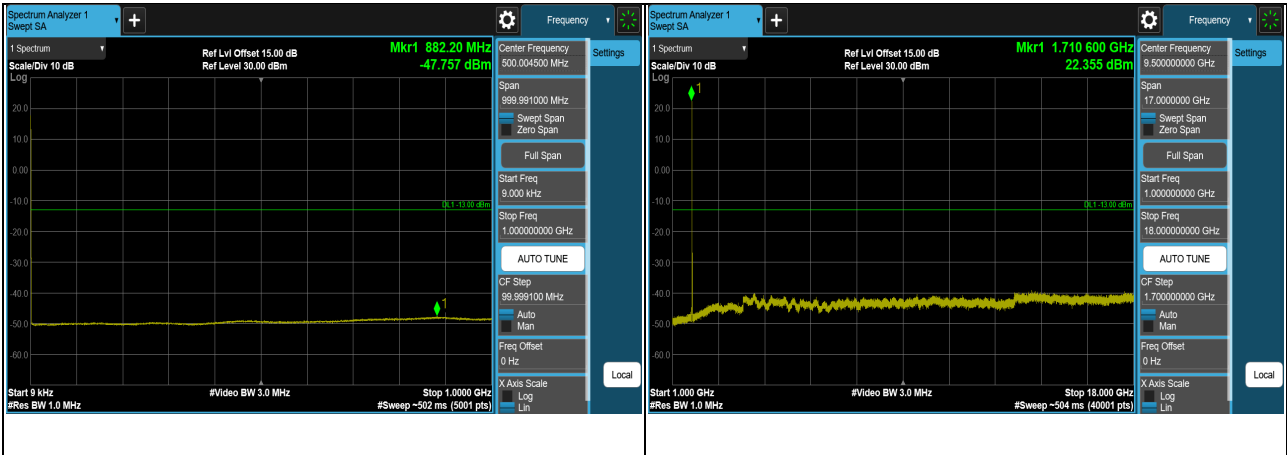 Spectrum Analyzer 1
Swept SA
+
Frequency
1 Spectrum
Scale/Div 10 dB
Ref Lvl Offset 15.00 dB
Ref Level 30.00 dBm
Mkr1 882.20 MHz
-47.757 dBm
Log
20.0
10.0
0.00
-10.0
-20.0
-30.0
-40.0
-50.0
-60.0
DL1 -13.00 dBm
1
Start 9 kHz
#Res BW 1.0 MHz
#Video BW 3.0 MHz
Stop 1.0000 GHz
#Sweep ~502 ms (5001 pts)
Center Frequency
500.004500 MHz
Span
999.991000 MHz
Swept Span
Zero Span
Full Span
Start Freq
9.000 kHz
Stop Freq
1.000000000 GHz
AUTO TUNE
CF Step
99.999100 MHz
Auto
Man
Freq Offset
0 Hz
X Axis Scale
Log
Lin
Settings
Local
Spectrum Analyzer 1
Swept SA
+
Frequency
1 Spectrum
Scale/Div 10 dB
Ref Lvl Offset 15.00 dB
Ref Level 30.00 dBm
Mkr1 1.710 600 GHz
22.355 dBm
Log
20.0
10.0
0.00
-10.0
-20.0
-30.0
-40.0
-50.0
-60.0
DL1 -13.00 dBm
1
Start 1.000 GHz
#Res BW 1.0 MHz
#Video BW 3.0 MHz
Stop 18.000 GHz
#Sweep ~504 ms (40001 pts)
Center Frequency
9.500000000 GHz
Span
17.0000000 GHz
Swept Span
Zero Span
Full Span
Start Freq
1.000000000 GHz
Stop Freq
18.000000000 GHz
AUTO TUNE
CF Step
1.700000000 GHz
Auto
Man
Freq Offset
0 Hz
X Axis Scale
Log
Lin
Settings
Local